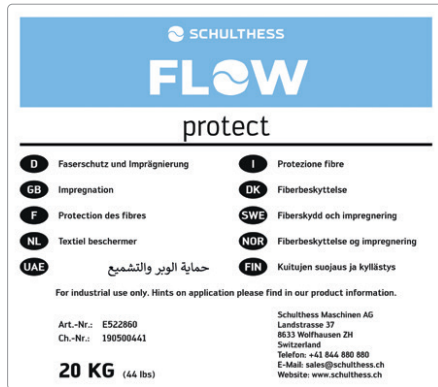 SCHULTHESS
FLOW
protect
D Faserschutz und Imprägnierung
GB Impregnation
F Protection des fibres
NL Textiel beschermer
UAE حماية الوبر والتشميع
I Protezione fibre
DK Fiberbeskyttelse
SWE Fiberskydd och impregnering
NOR Fiberbeskyttelse og impregnering
FIN Kuitujen suojaus ja kyllästys
For industrial use only. Hints on application please find in our product information.
Art.-Nr.: E522860
Ch.-Nr.: 190500441
20 KG (44 lbs)
Schulthess Maschinen AG
Landstrasse 37
8633 Wolfhausen ZH
Switzerland
Telefon: +41 844 880 880
E-Mail: sales@schulthess.ch
Website: www.schulthess.ch